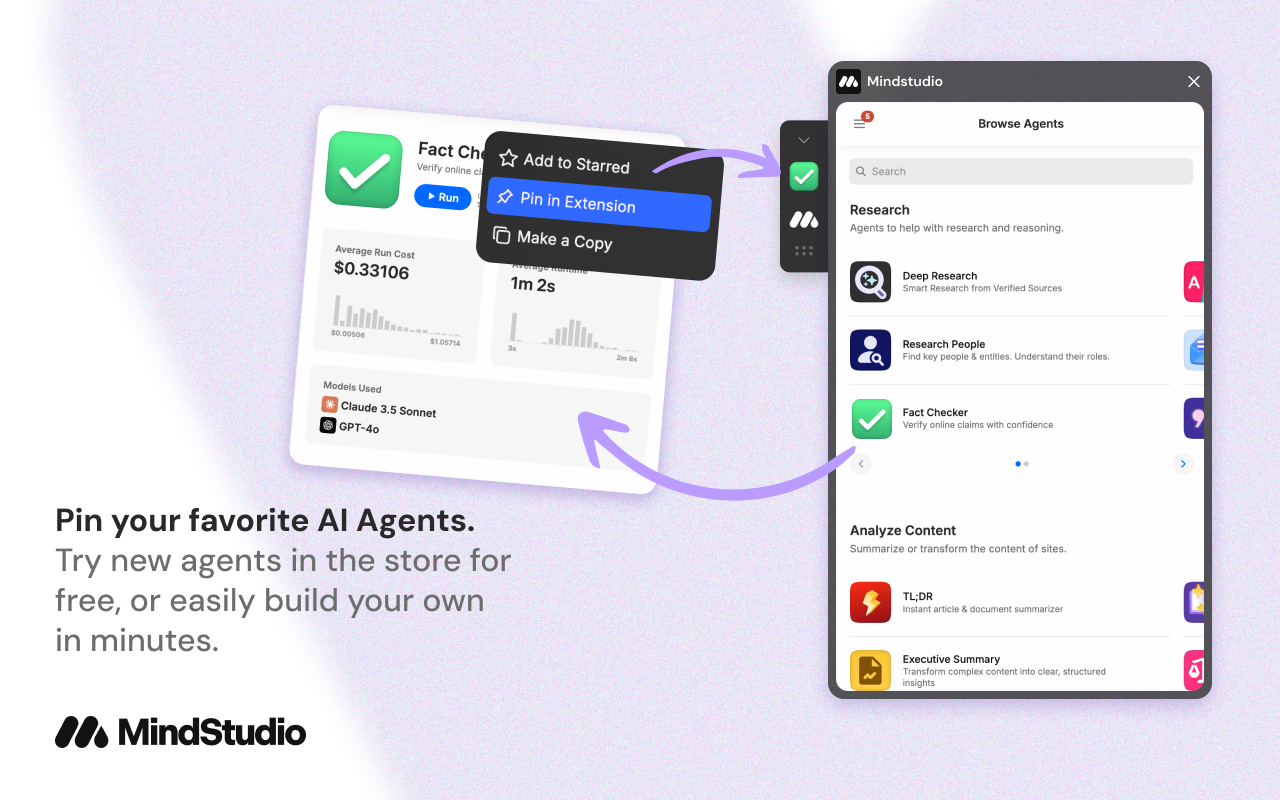 Mindstudio
5
Browse Agents
Search
Research
Agents to help with research and reasoning.
Deep Research
Smart Research from Verified Sources
A
Research People
Find key people & entities. Understand their roles.
Fact Checker
Verify online claims with confidence
Analyze Content
Summarize or transform the content of sites.
TL;DR
Instant article & document summarizer
Executive Summary
Transform complex content into clear, structured
insights
Fact Che
Verify online cla
Run
Add to Starred
Pin in Extension
Make a Copy
Average Run Cost
$0.33106
$0.00506
$1.05714
Average Runtime
1m 2s
3s
2m 8s
Models Used
Claude 3.5 Sonnet
GPT-4o
Pin your favorite AI Agents.
Try new agents in the store for
free, or easily build your own
in minutes.
MindStudio